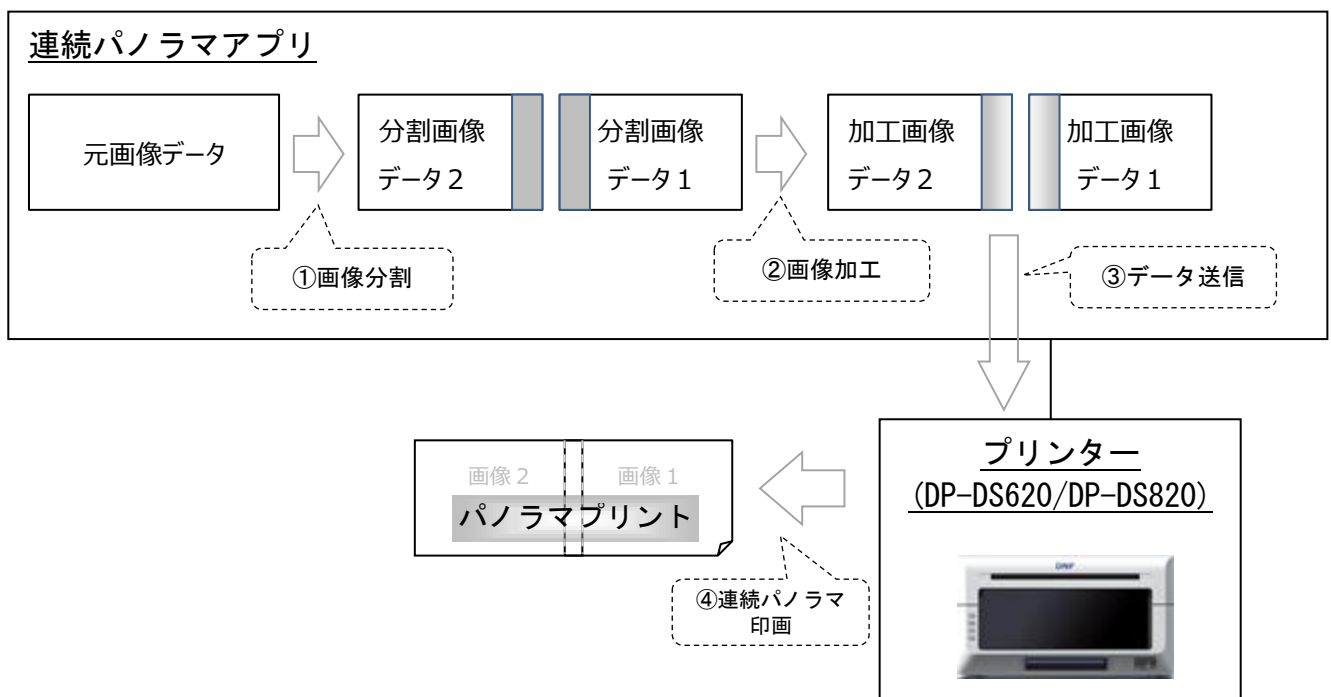 連続パノラマアプリ
元画像データ
分割画像
データ２
分割画像
データ１
加工画像
データ２
加工画像
データ１
①画像分割
②画像加工
③データ送信
プリンター
(DP-DS620/DP-DS820)
画像２
画像１
パノラマプリント
④連続パノラマ
印画
DNP